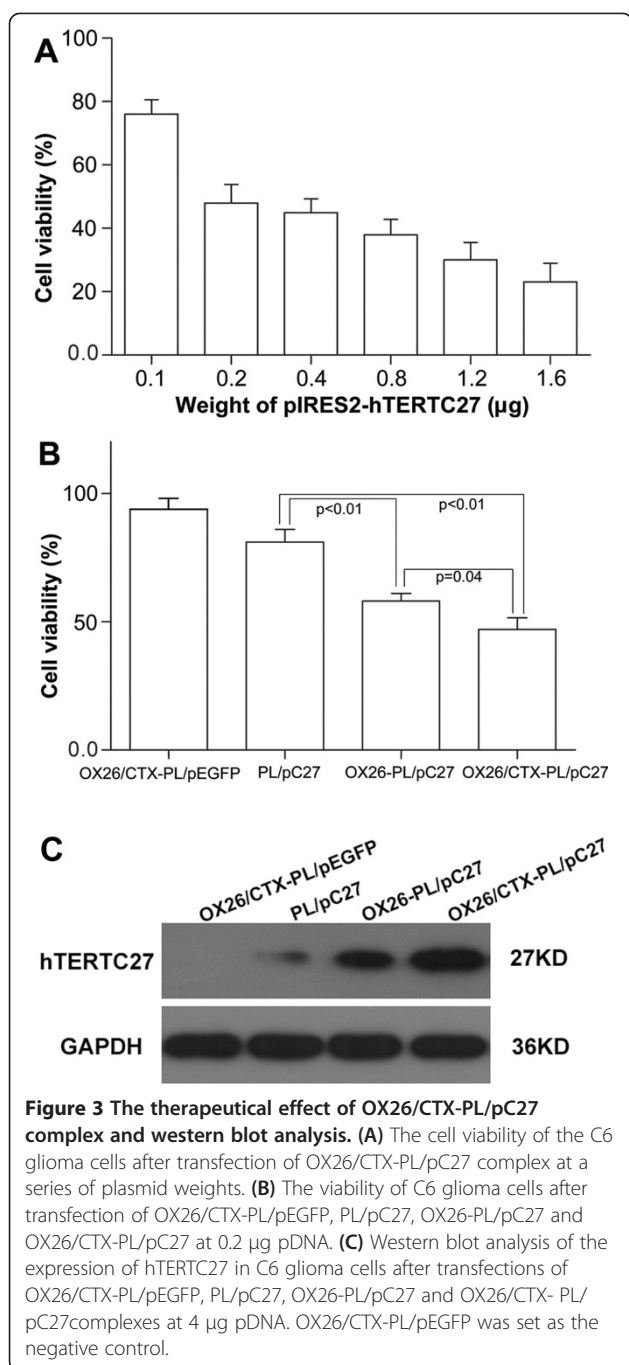 A
100
80
60
40
20
0.0
Cell viability (%)
0.1 0.2 0.4 0.8 1.2 1.6
Weight of pIRES2-hTERTC27 (µg)
B
100
50
0.0
Cell viability (%)
p<0.01 p<0.01
p=0.04
OX26/CTX-PL/pEGFP PL/pC27 OX26-PL/pC27 OX26/CTX-PL/pC27
C
OX26/CTX-PL/pEGFP PL/pC27 OX26-PL/pC27 OX26/CTX-PL/pC27
hTERTC27 27KD
GAPDH 36KD
Figure 3 The therapeutical effect of OX26/CTX-PL/pC27
complex and western blot analysis. (A) The cell viability of the C6
glioma cells after transfection of OX26/CTX-PL/pC27 complex at a
series of plasmid weights. (B) The viability of C6 glioma cells after
transfection of OX26/CTX-PL/pEGFP, PL/pC27, OX26-PL/pC27 and
OX26/CTX-PL/pC27 at 0.2 µg pDNA. (C) Western blot analysis of the
expression of hTERTC27 in C6 glioma cells after transfections of
OX26/CTX-PL/pEGFP, PL/pC27, OX26-PL/pC27 and OX26/CTX- PL/
pC27complexes at 4 µg pDNA. OX26/CTX-PL/pEGFP was set as the
negative control.